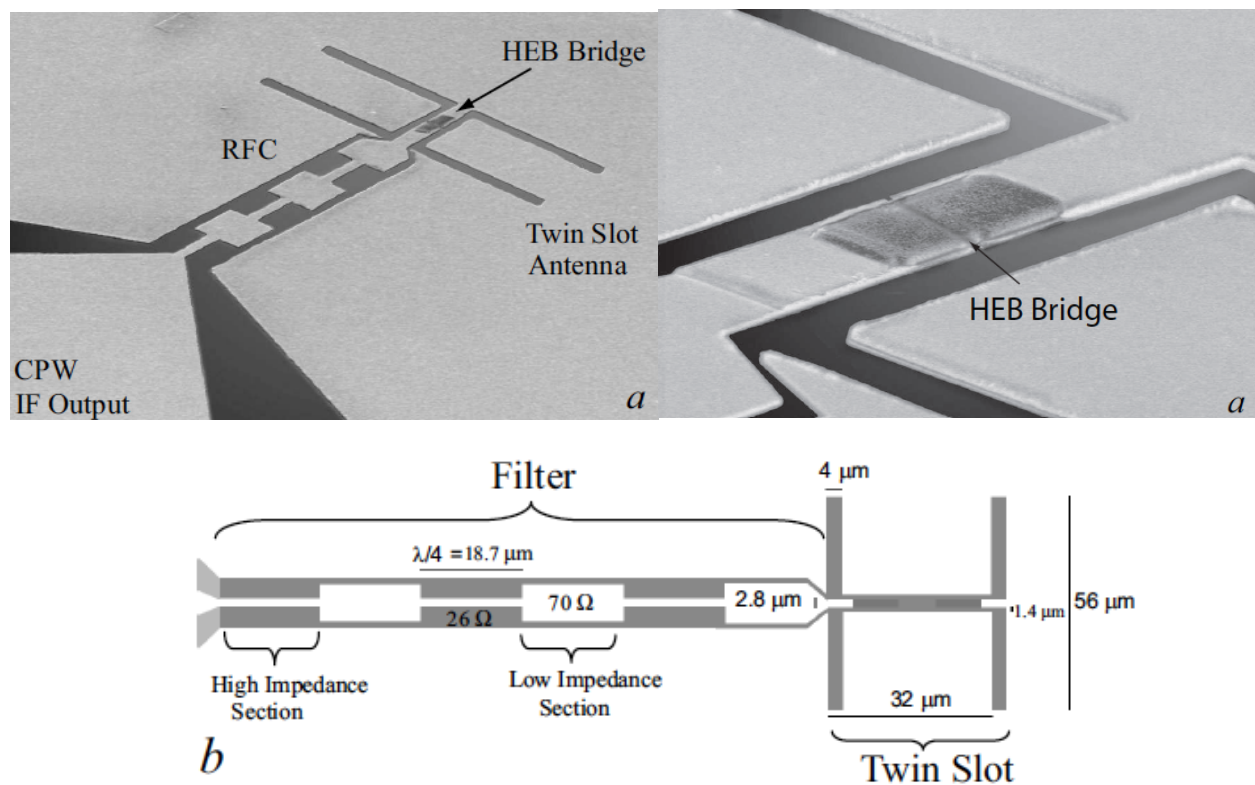 HEB Bridge
RFC
Twin Slot
Antenna
CPW
IF Output
a
HEB Bridge
a
Filter
4 μm
λ/4 = 18.7 μm
70 Ω
26 Ω
2.8 μm
1.4 μm
56 μm
High Impedance
Section
Low Impedance
Section
32 μm
b
Twin Slot